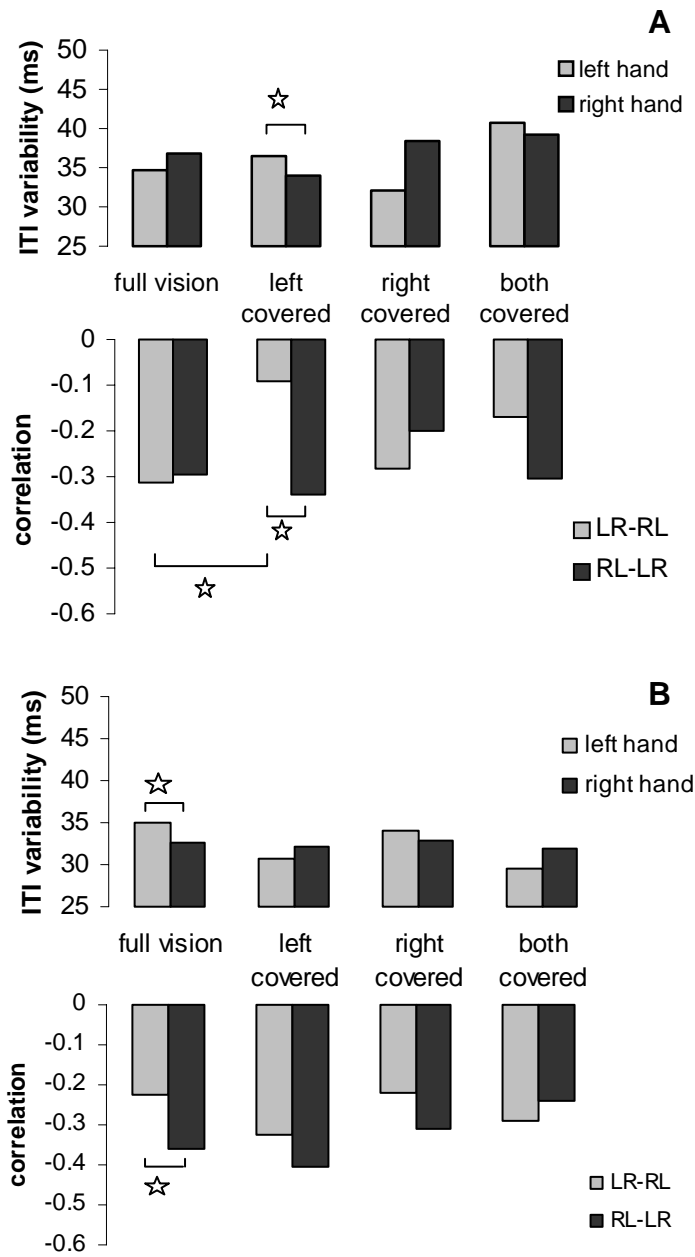 A
ITI variability (ms)
50
45
40
35
30
25
left hand
right hand
full vision
left
covered
right
covered
both
covered
correlation
0
-0.1
-0.2
-0.3
-0.4
-0.5
-0.6
LR-RL
RL-LR
B
ITI variability (ms)
50
45
40
35
30
25
left hand
right hand
full vision
left
covered
right
covered
both
covered
correlation
0
-0.1
-0.2
-0.3
-0.4
-0.5
-0.6
LR-RL
RL-LR